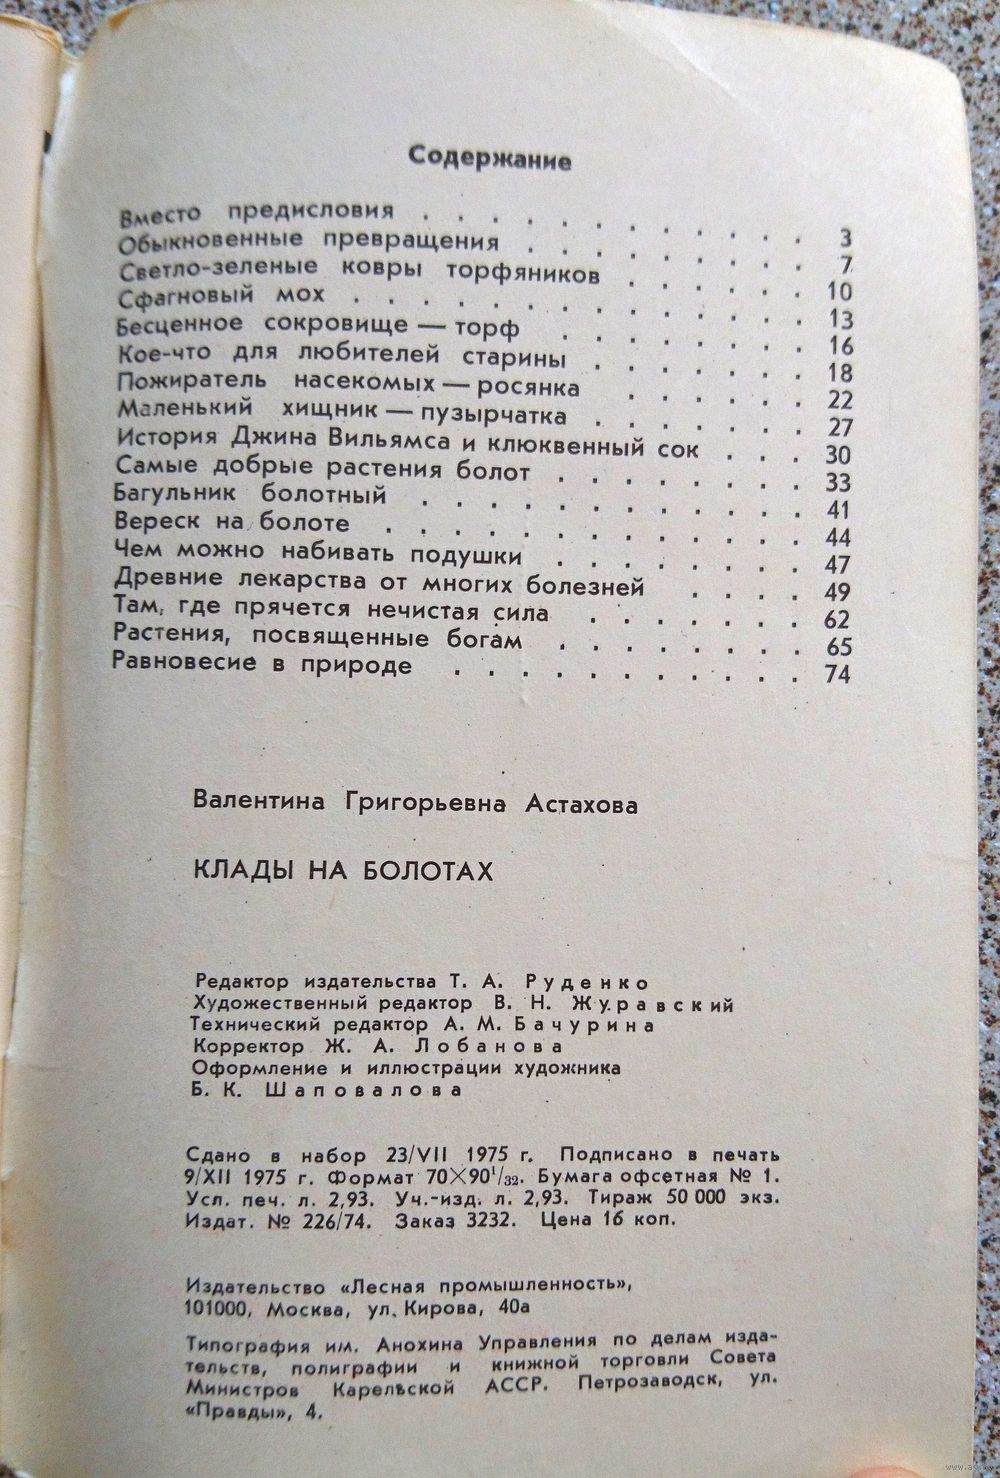 Содержание
Вместо предисловия . . . . . . . . . . . . 3
Обыкновенные превращения . . . . . . . . . 7
Светло-зеленые ковры торфяников . . . . . . 10
Сфагновый мох . . . . . . . . . . . . . . 13
Бесценное сокровище — торф . . . . . . . . 16
Кое-что для любителей старины . . . . . . . 18
Пожиратель насекомых — росянка . . . . . . 22
Маленький хищник — пузырчатка . . . . . . . 27
История Джина Вильямса и клюквенный сок . . . 30
Самые добрые растения болот . . . . . . . . 33
Багульник болотный . . . . . . . . . . . . 41
Вереск на болоте . . . . . . . . . . . . . 44
Чем можно набивать подушки . . . . . . . . 47
Древние лекарства от многих болезней . . . . 49
Там, где прячется нечистая сила . . . . . . . 62
Растения, посвященные богам . . . . . . . . 65
Равновесие в природе . . . . . . . . . . . 74
Валентина Григорьевна Астахова
КЛАДЫ НА БОЛОТАХ
Редактор издательства Т. А. Руденко
Художественный редактор В. Н. Журавский
Технический редактор А. М. Бачурина
Корректор Ж. А. Лобанова
Оформление и иллюстрации художника
Б. К. Шаповалова
Сдано в набор 23/VII 1975 г. Подписано в печать
9/XII 1975 г. Формат 70×90¹/₃₂. Бумага офсетная № 1.
Усл. печ. л. 2,93. Уч.-изд. л. 2,93. Тираж 50 000 экз.
Издат. № 226/74. Заказ 3232. Цена 16 коп.
Издательство «Лесная промышленность»,
101000, Москва, ул. Кирова, 40а
Типография им. Анохина Управления по делам изда-
тельств, полиграфии и книжной торговли Совета
Министров Карельской АССР. Петрозаводск, ул.
«Правды», 4.